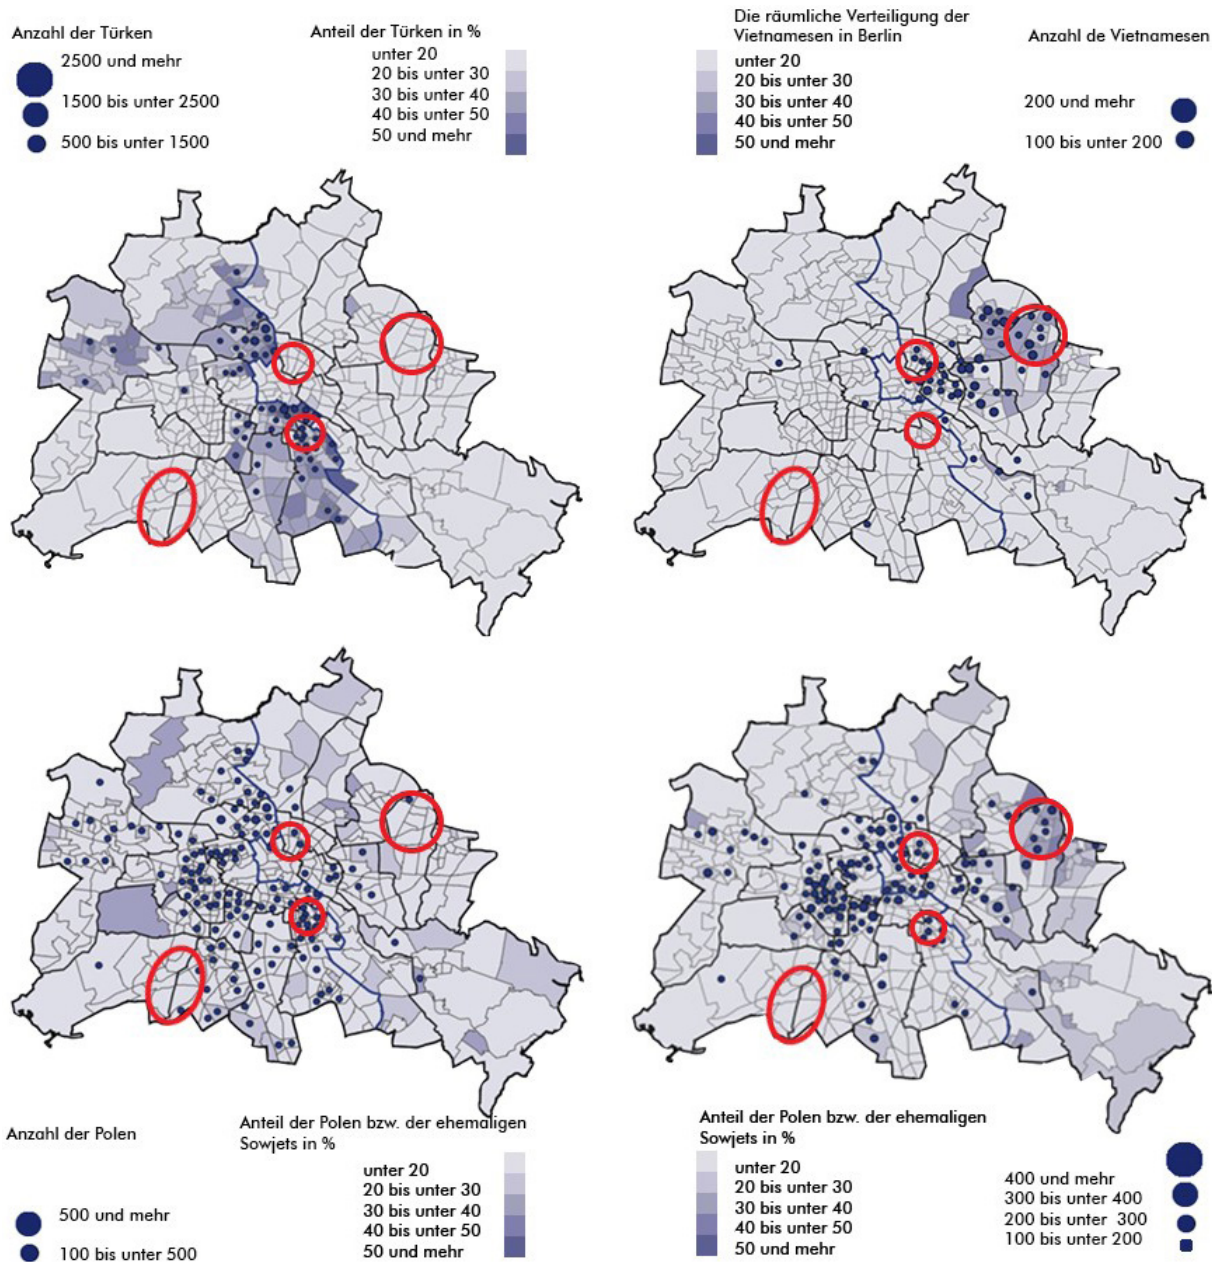 Anzahl der Türken
2500 und mehr
1500 bis unter 2500
500 bis unter 1500
Anteil der Türken in %
unter 20
20 bis unter 30
30 bis unter 40
40 bis unter 50
50 und mehr
Die räumliche Verteiligung der
Vietnamesen in Berlin
unter 20
20 bis unter 30
30 bis unter 40
40 bis unter 50
50 und mehr
Anzahl de Vietnamesen
200 und mehr
100 bis unter 200
Anzahl der Polen
500 und mehr
100 bis unter 500
Anteil der Polen bzw. der ehemaligen
Sowjets in %
unter 20
20 bis unter 30
30 bis unter 40
40 bis unter 50
50 und mehr
Anteil der Polen bzw. der ehemaligen
Sowjets in %
unter 20
20 bis unter 30
30 bis unter 40
40 bis unter 50
50 und mehr
400 und mehr
300 bis unter 400
200 bis unter 300
100 bis unter 200